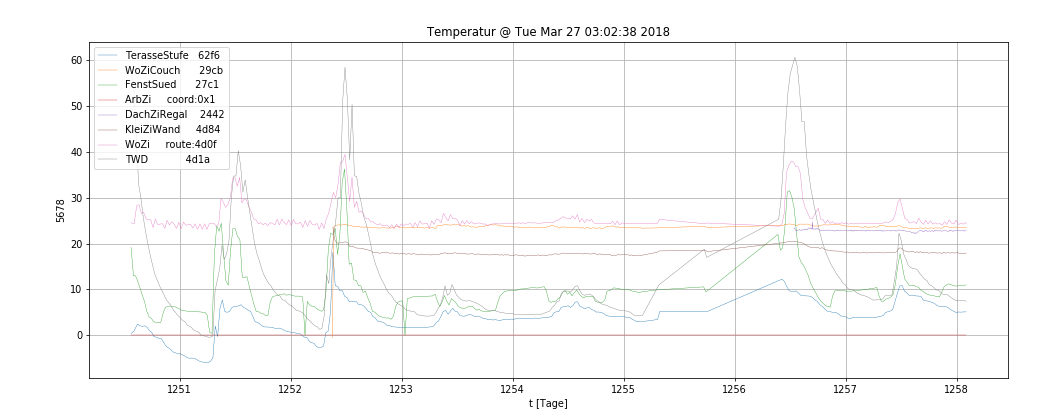 Temperatur @ Tue Mar 27 03:02:38 2018
TerasseStufe 62f6
WoZiCouch 29cb
FenstSued 27c1
ArbZi coord:0x1
DachZiRegal 2442
KleiZiWand 4d84
WoZi route:4d0f
TWD 4d1a
60
50
40
30
20
10
0
5678
1251 1252 1253 1254 1255 1256 1257 1258
t [Tage]